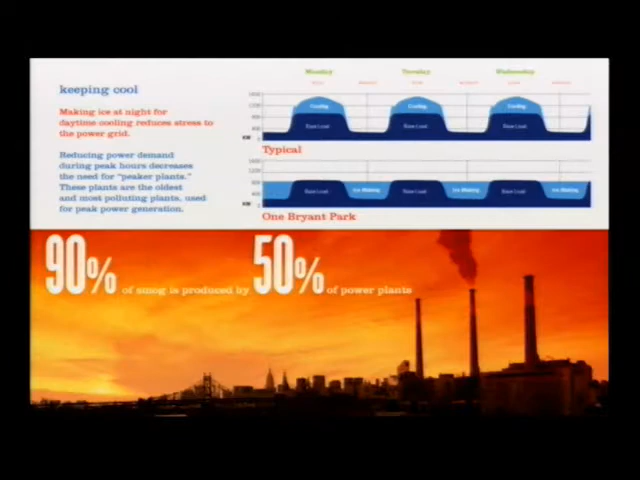 keeping cool
Making ice at night for
daytime cooling reduces stress to
the power grid.
Reducing power demand
during peak hours decreases
the need for "peaker plants."
These plants are the oldest
and most polluting plants, used
for peak power generation.
Monday Tuesday Wednesday
Cooling Cooling Cooling
Base Load Base Load Base Load
KW
Typical
Base Load Ice Making Base Load Ice Making Base Load Ice Making
KW
One Bryant Park
90% of smog is produced by 50% of power plants